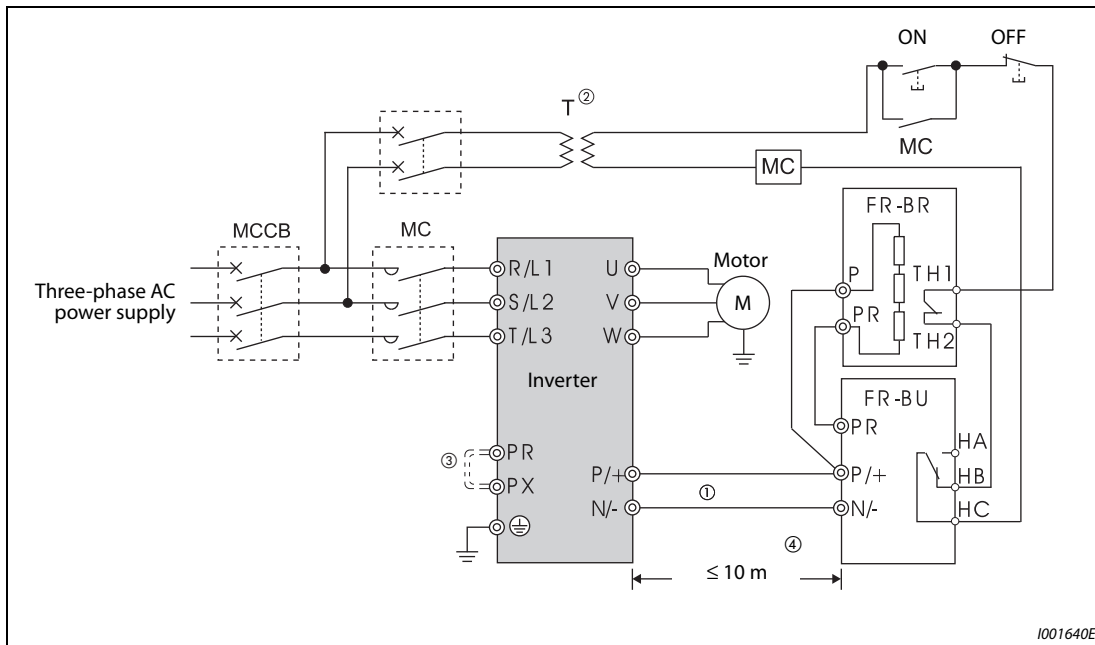 ON OFF
T ②
MC
MC
FR-BR
MCCB MC
R/L1 U Motor P TH1
Three-phase AC
power supply
S/L2 V M PR
T/L3 W TH2
Inverter
FR-BU
PR
③ PR HA
PX P/+ P/+ HB
①
N/- N/- HC
④
≤ 10 m
I001640E